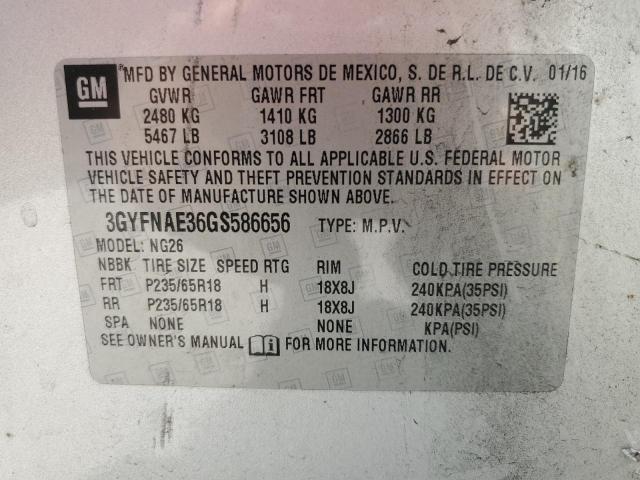 GM ® MFD BY GENERAL MOTORS DE MEXICO, S. DE R.L. DE C.V. 01/16
GVWR GAWR FRT GAWR RR
2480 KG 1410 KG 1300 KG
5467 LB 3108 LB 2866 LB
THIS VEHICLE CONFORMS TO ALL APPLICABLE U.S. FEDERAL MOTOR
VEHICLE SAFETY AND THEFT PREVENTION STANDARDS IN EFFECT ON
THE DATE OF MANUFACTURE SHOWN ABOVE.
3GYFNAE36GS586656 TYPE: M.P.V.
MODEL: NG26
NBBK TIRE SIZE SPEED RTG RIM COLD TIRE PRESSURE
FRT P235/65R18 H 18X8J 240KPA(35PSI)
RR P235/65R18 H 18X8J 240KPA(35PSI)
SPA NONE NONE KPA(PSI)
SEE OWNER'S MANUAL FOR MORE INFORMATION.